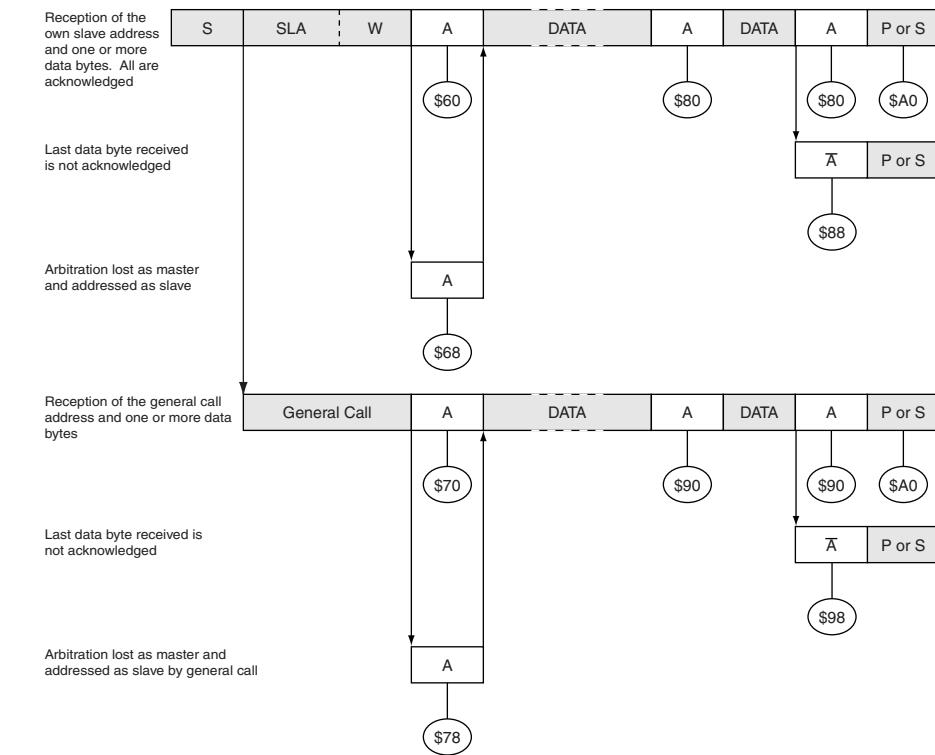 Reception of the
own slave address
and one or more
data bytes. All are
acknowledged
S SLA W A DATA A DATA A P or S
$60 $80 $80 $A0
Last data byte received
is not acknowledged
A̅ P or S
$88
Arbitration lost as master
and addressed as slave
A
$68
Reception of the general call
address and one or more data
bytes
General Call A DATA A DATA A P or S
$70 $90 $90 $A0
Last data byte received is
not acknowledged
A̅ P or S
$98
Arbitration lost as master and
addressed as slave by general call
A
$78